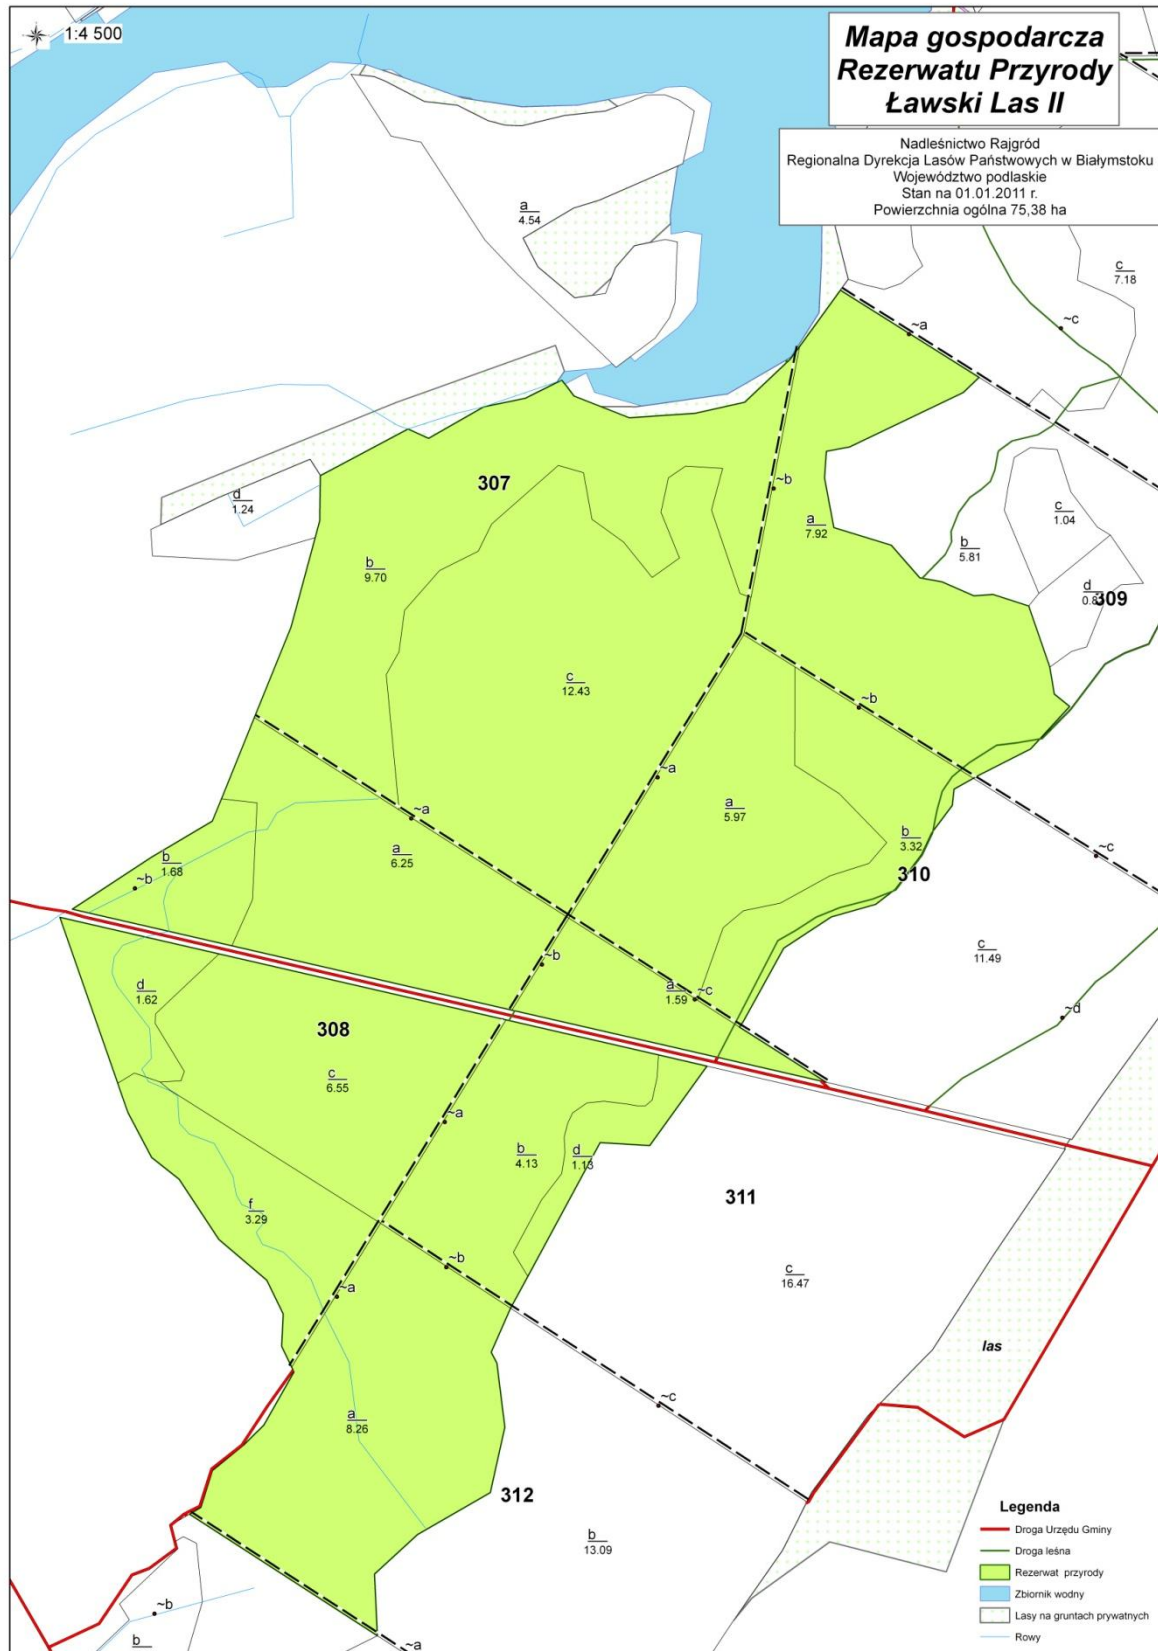 1:4 500
Mapa gospodarcza
Rezerwatu Przyrody
Ławski Las II
Nadleśnictwo Rajgród
Regionalna Dyrekcja Lasów Państwowych w Białymstoku
Województwo podlaskie
Stan na 01.01.2011 r.
Powierzchnia ogólna 75,38 ha
a
4.54
c
7.18
~c
~a
307
d
1.24
~b
a
7.92
c
1.04
b
5.81
b
9.70
d
309
c
12.43
~b
~a
a
5.97
~a
b
3.32
a
6.25
b
1.68
~b
310
~c
c
11.49
~b
a
1.59
~c
d
1.62
~d
308
c
6.55
~a
b
4.13
d
1.13
311
f
3.29
~b
c
16.47
~a
las
~c
a
8.26
312
b
13.09
~b
b
~a
Legenda
Droga Urzędu Gminy
Droga leśna
Rezerwat przyrody
Zbiornik wodny
Lasy na gruntach prywatnych
Rowy